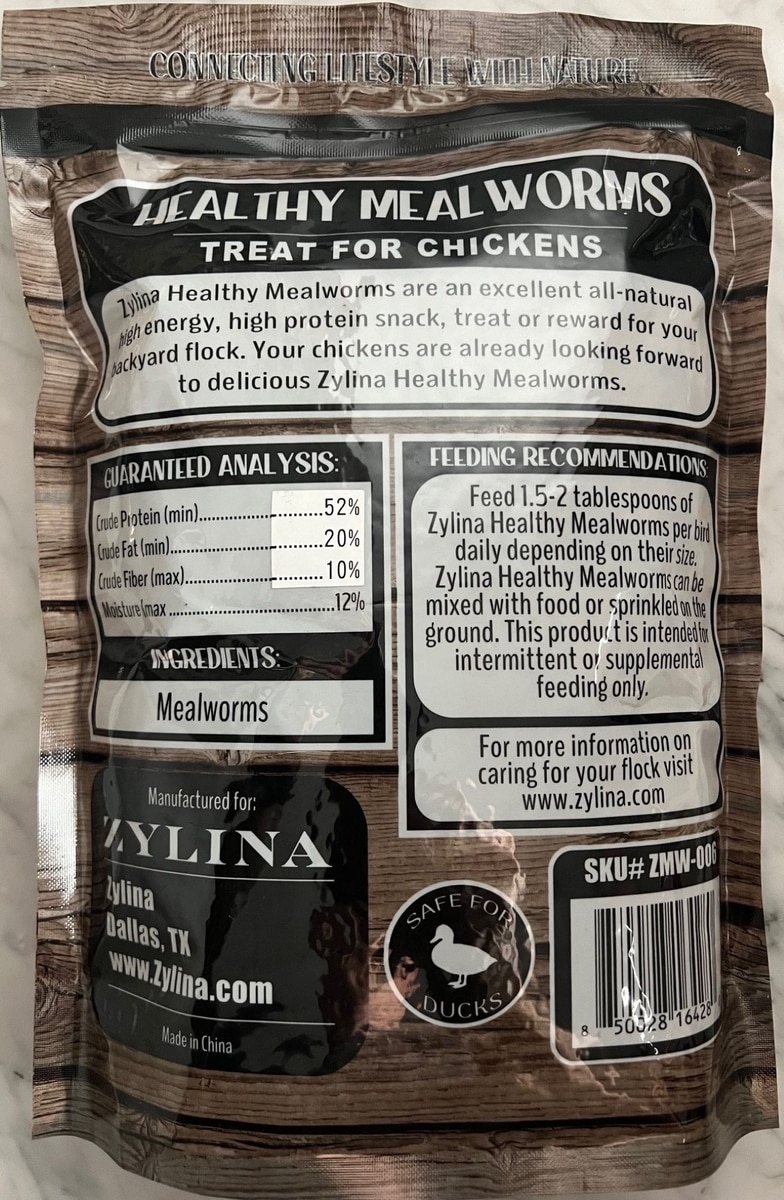 CONNECTING LIFESTYLE WITH NATURE
HEALTHY MEALWORMS
TREAT FOR CHICKENS
Zylina Healthy Mealworms are an excellent all-natural
high energy, high protein snack, treat or reward for your
backyard flock. Your chickens are already looking forward
to delicious Zylina Healthy Mealworms.
GUARANTEED ANALYSIS:
Crude Protein (min)........................52%
Crude Fat (min)..............................20%
Crude Fiber (max)...........................10%
Moisture (max ................................12%
INGREDIENTS:
Mealworms
FEEDING RECOMMENDATIONS:
Feed 1.5-2 tablespoons of
Zylina Healthy Mealworms per bird
daily depending on their size.
Zylina Healthy Mealworms can be
mixed with food or sprinkled on the
ground. This product is intended for
intermittent or supplemental
feeding only.
For more information on
caring for your flock visit
www.zylina.com
Manufactured for:
ZYLINA
Zylina
Dallas, TX
www.Zylina.com
Made in China
SAFE FOR
DUCKS
SKU# ZMW-006
8 50028 16428